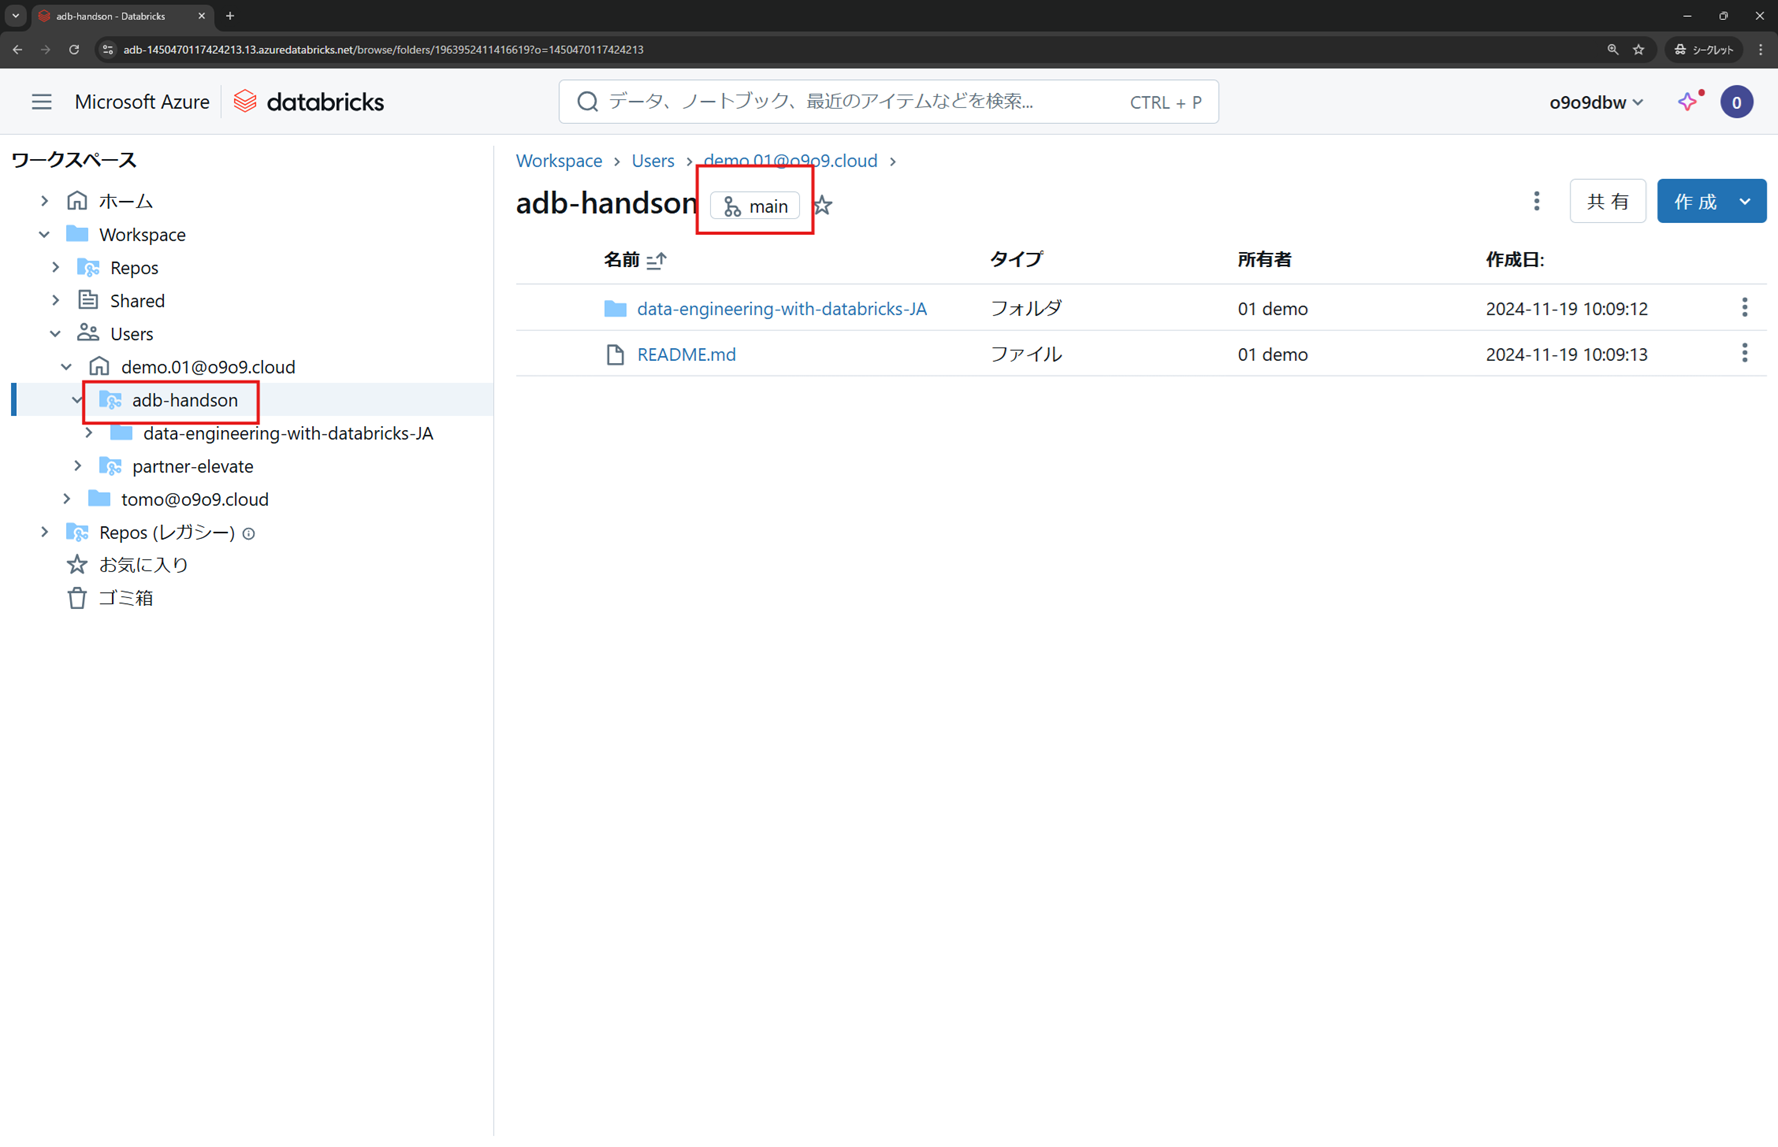 adb-handson - Databricks
adb-1450470117424213.13.azuredatabricks.net/browse/folders/1963952411416619?o=1450470117424213
シークレット
Microsoft Azure databricks
データ、ノートブック、最近のアイテムなどを検索... CTRL + P
o9o9dbw
0
ワークスペース
ホーム
Workspace
Repos
Shared
Users
demo.01@o9o9.cloud
adb-handson
data-engineering-with-databricks-JA
partner-elevate
tomo@o9o9.cloud
Repos (レガシー)
お気に入り
ゴミ箱
Workspace > Users > demo.01@o9o9.cloud >
adb-handson main
共有 作成
名前 タイプ 所有者 作成日:
data-engineering-with-databricks-JA フォルダ 01 demo 2024-11-19 10:09:12
README.md ファイル 01 demo 2024-11-19 10:09:13